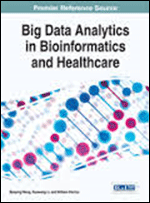 Premier Reference Source
Big Data Analytics
in Bioinformatics
and Healthcare